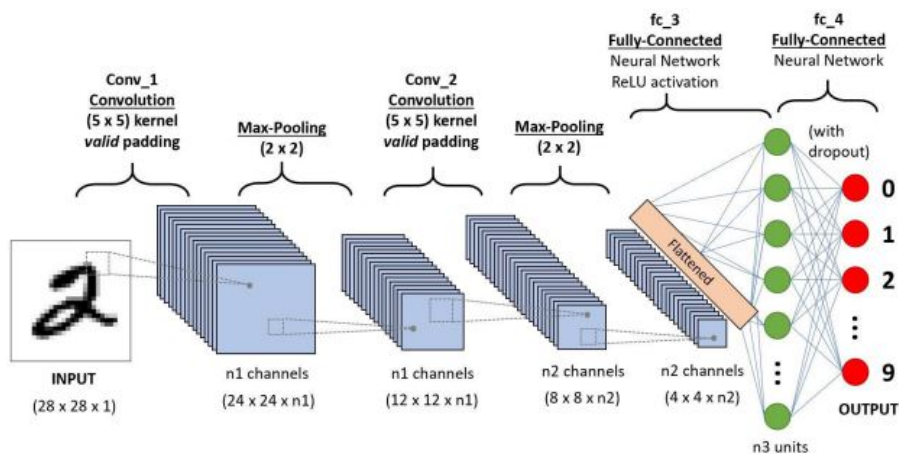 fc_3
Fully-Connected
Neural Network
ReLU activation
fc_4
Fully-Connected
Neural Network
Conv_1
Convolution
(5 x 5) kernel
valid padding
Max-Pooling
(2 x 2)
Conv_2
Convolution
(5 x 5) kernel
valid padding
Max-Pooling
(2 x 2)
(with
dropout)
0
1
2
9
Flattened
INPUT
(28 x 28 x 1)
n1 channels
(24 x 24 x n1)
n1 channels
(12 x 12 x n1)
n2 channels
(8 x 8 x n2)
n2 channels
(4 x 4 x n2)
OUTPUT
n3 units
2